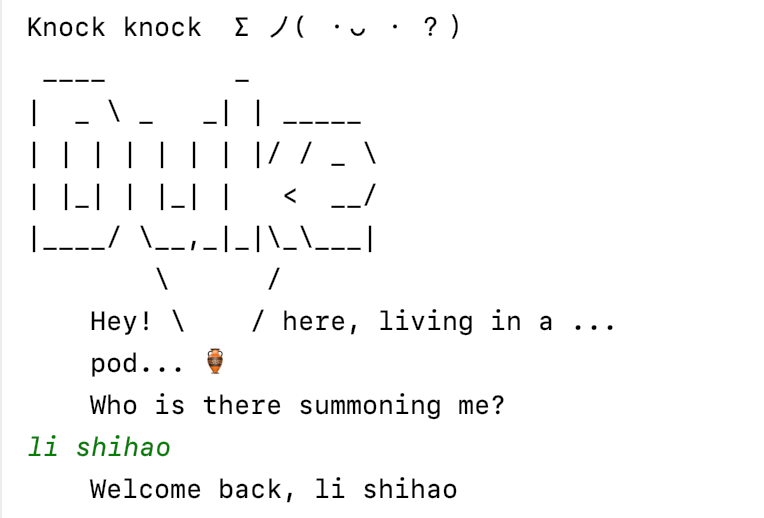 Knock knock  Σ ノ( ・ᴗ ・ ? )
 ____        _
|  _ \ _   _| | _____
| | | | | | | |/ / _ \
| |_| | |_| |   <  __/
|____/ \__,_|_|\_\___|
        \      /
    Hey! \    / here, living in a ...
    pod... 🏺
    Who is there summoning me?
li shihao
    Welcome back, li shihao